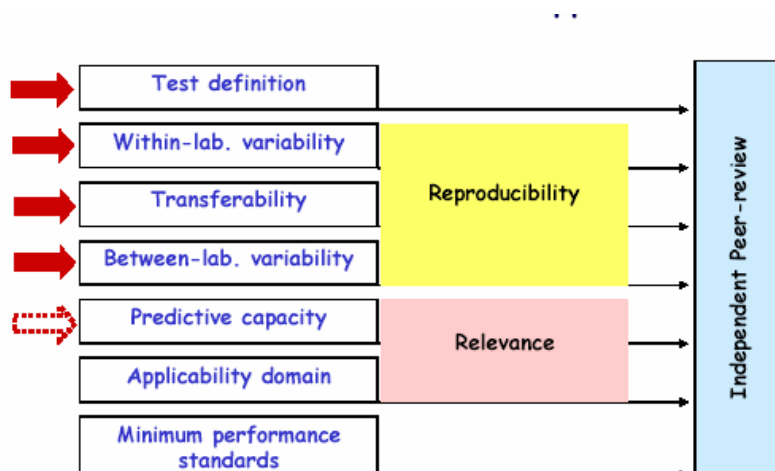 Test definition
Within-lab. variability
Transferability
Between-lab. variability
Predictive capacity
Applicability domain
Minimum performance
standards
Reproducibility
Relevance
Independent Peer-review